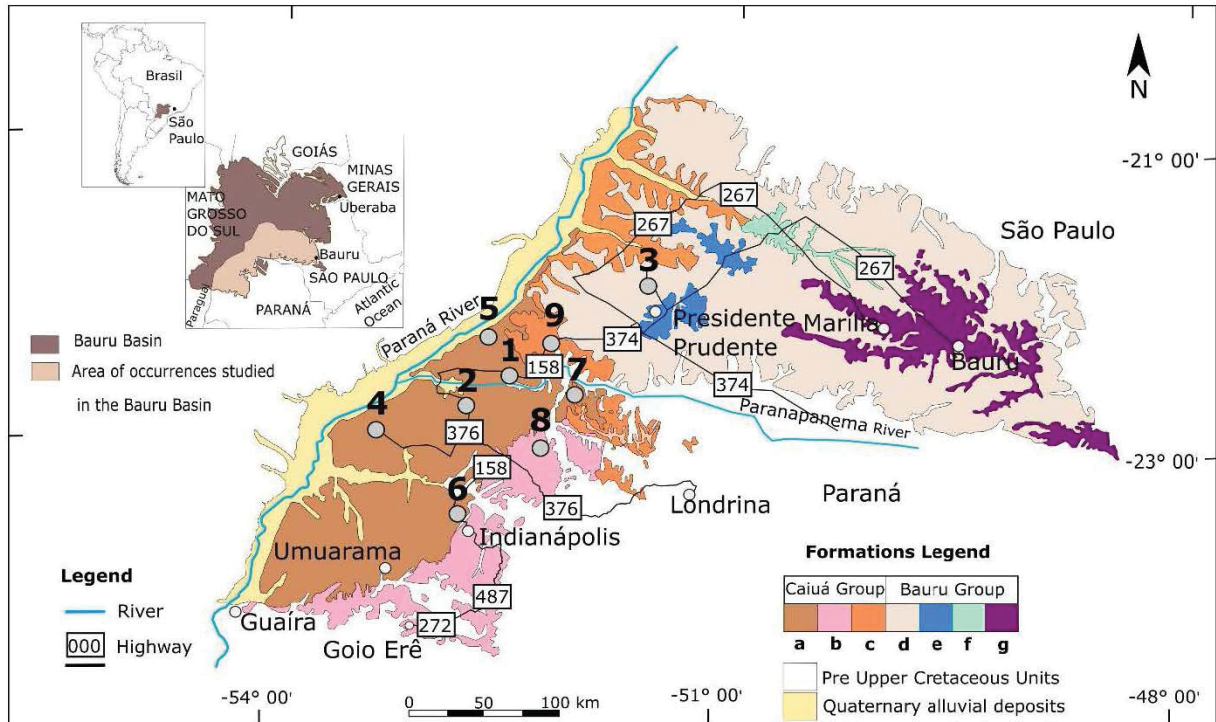 Brasil
São
Paulo
GOIÁS
MINAS
GERAIS
Uberaba
MATO
GROSSO
DO SUL
Bauru
SAO PAULO
PARANÁ
Paraguai
Atlantic
Ocean
Bauru Basin
Area of occurrences studied
in the Bauru Basin
N
-21° 00'
-23° 00'
-54° 00'
-51° 00'
-48° 00'
São Paulo
267
267
267
3
Presidente
Prudente
Marília
Bauru
Paraná River
5
9
374
1
158
7
374
2
Paranapanema River
4
376
8
158
6
376
Londrina
Paraná
Indianápolis
Umuarama
487
Guaíra
272
Goio Erê
Legend
River
000
Highway
0
50
100 km
Formations Legend
Caiuá Group
Bauru Group
a b c d e f g
Pre Upper Cretaceous Units
Quaternary alluvial deposits